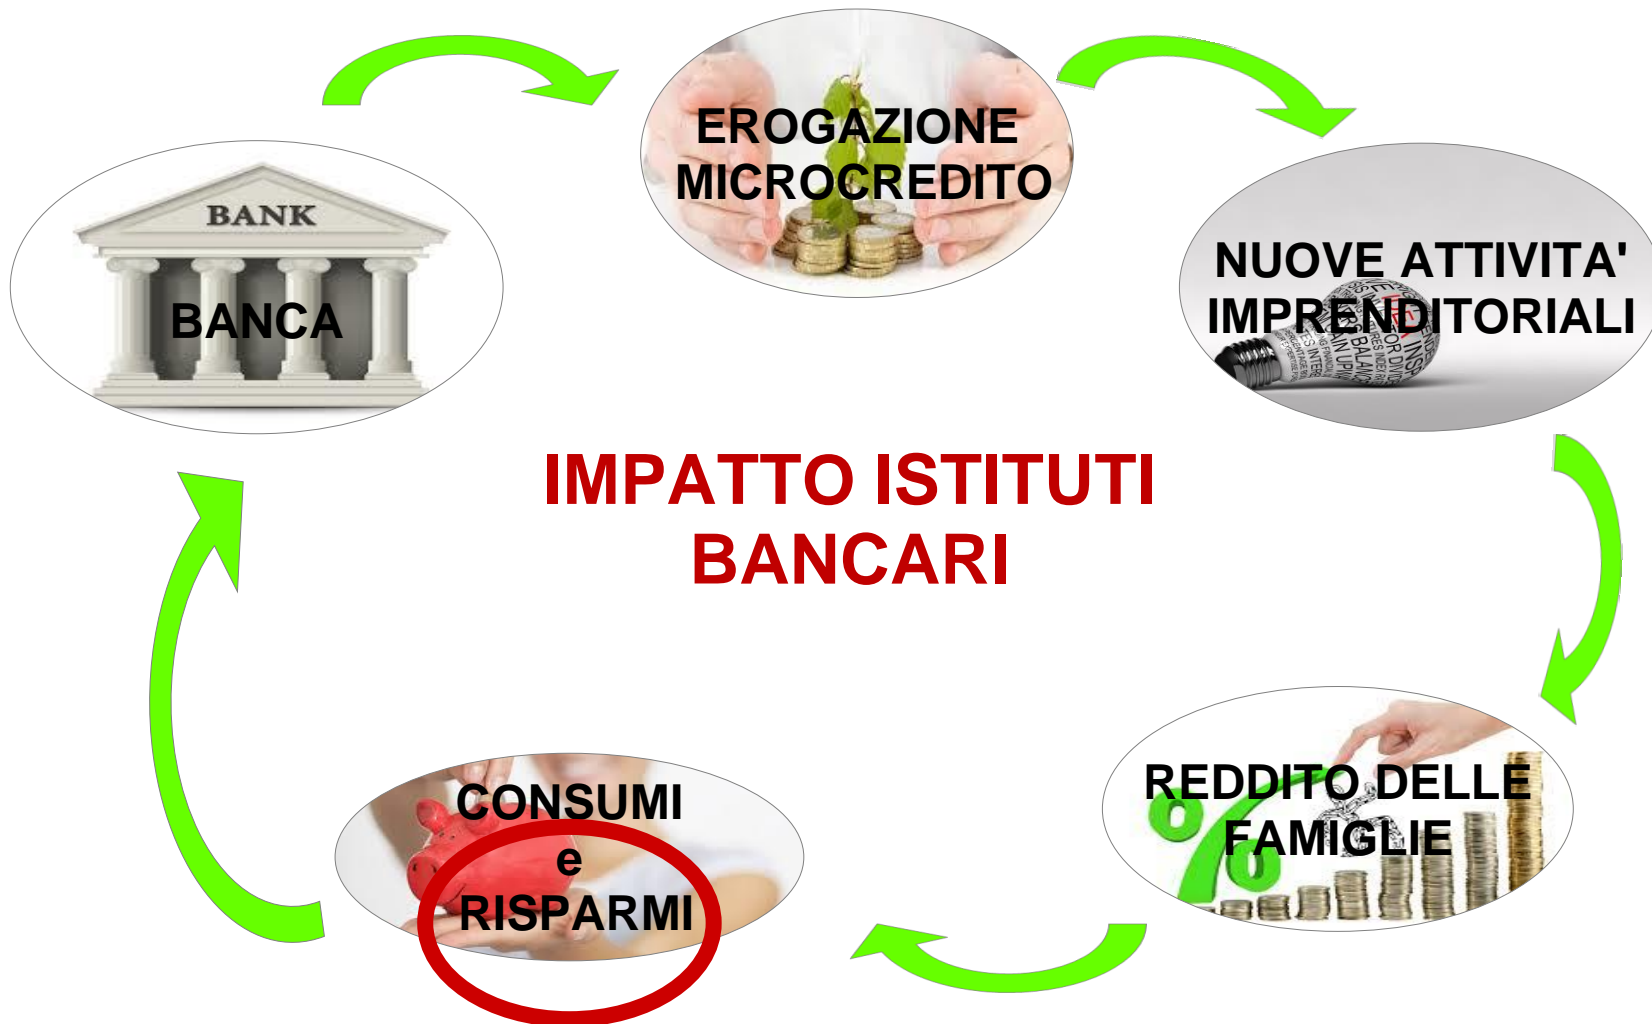 EROGAZIONE
MICROCREDITO
BANK
BANCA
NUOVE ATTIVITA'
IMPRENDITORIALI
IMPATTO ISTITUTI
BANCARI
REDDITO DELLE
FAMIGLIE
% %
CONSUMI
e
RISPARMI